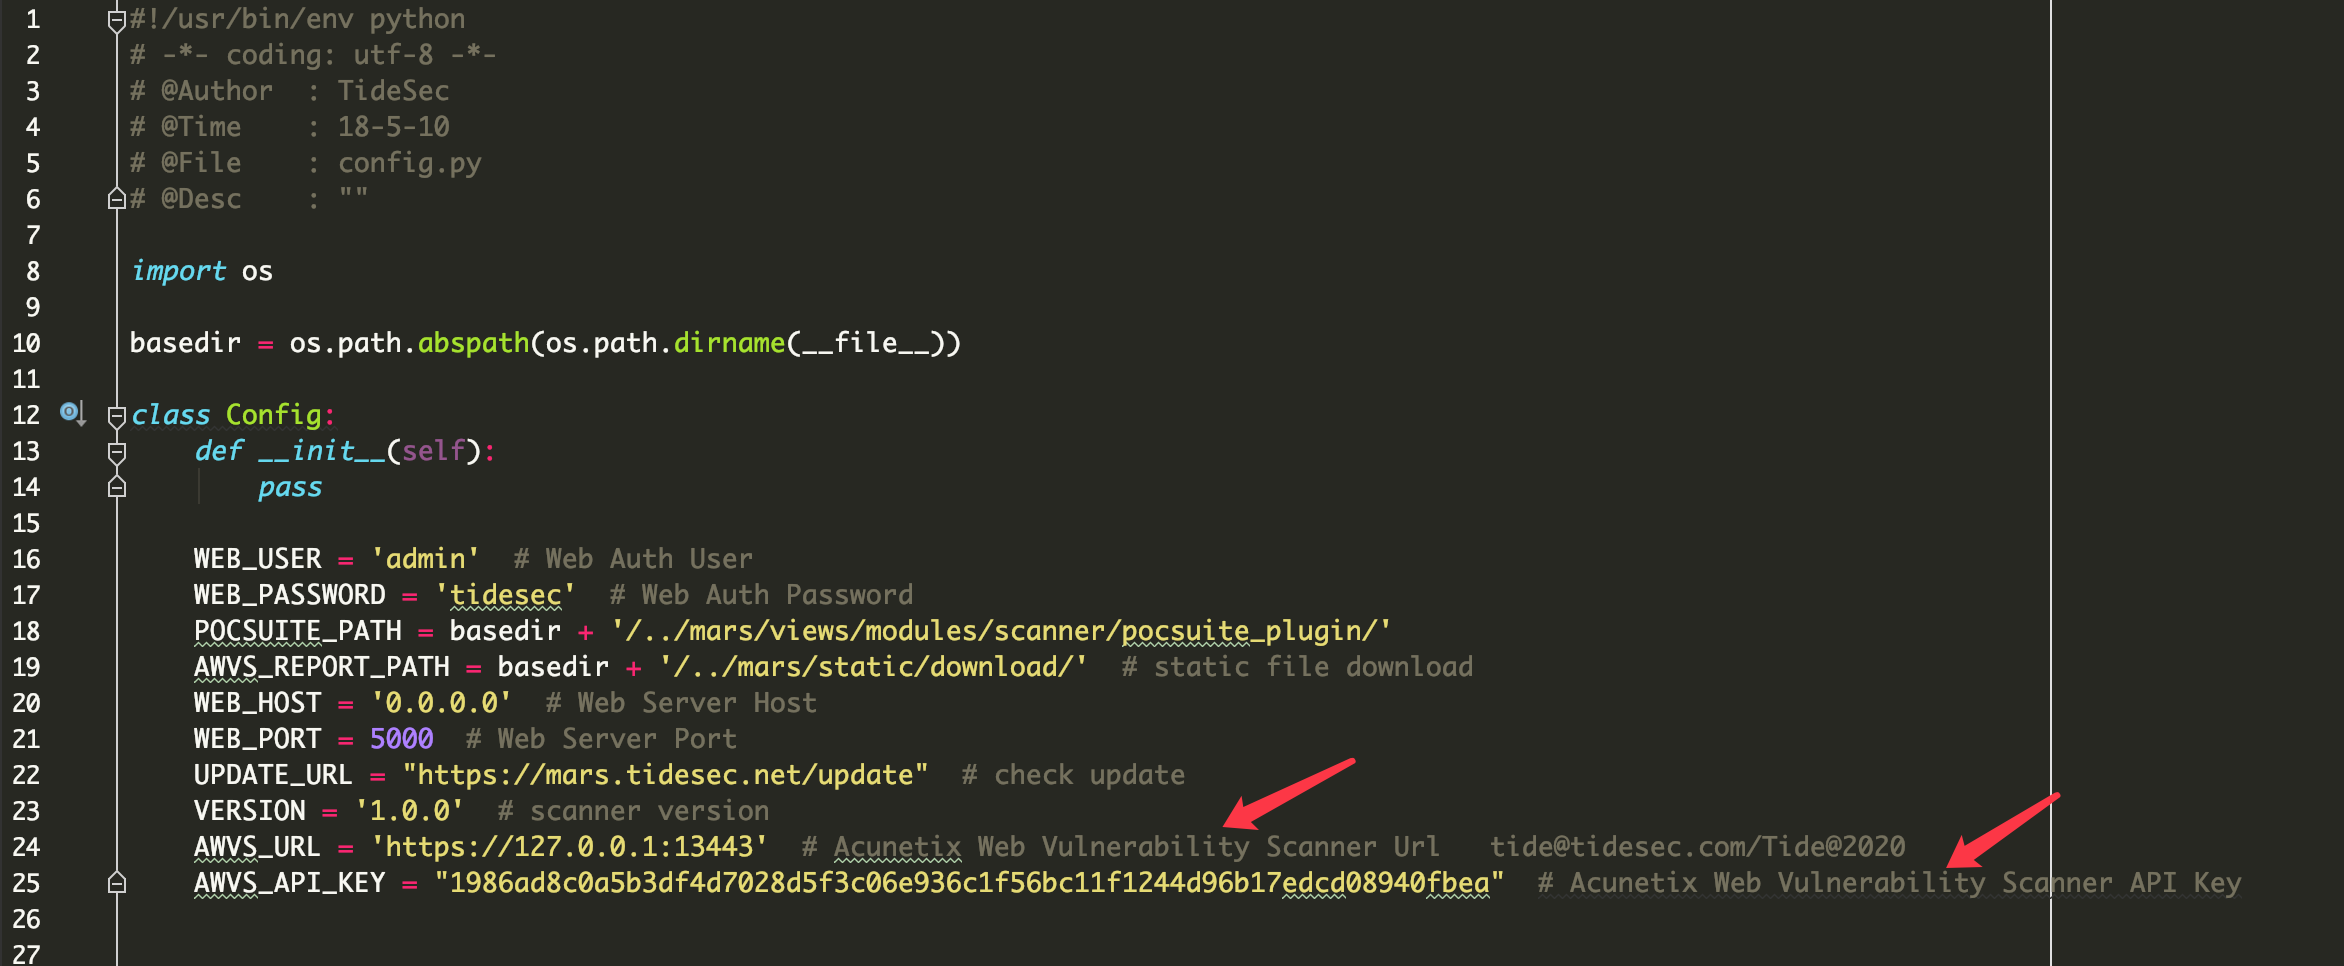 1 #!/usr/bin/env python
2 # -*- coding: utf-8 -*-
3 # @Author  : TideSec
4 # @Time    : 18-5-10
5 # @File    : config.py
6 # @Desc    : ""
7
8 import os
9
10 basedir = os.path.abspath(os.path.dirname(__file__))
11
12 class Config:
13     def __init__(self):
14         pass
15
16     WEB_USER = 'admin'  # Web Auth User
17     WEB_PASSWORD = 'tidesec'  # Web Auth Password
18     POCSUITE_PATH = basedir + '/../mars/views/modules/scanner/pocsuite_plugin/'
19     AWVS_REPORT_PATH = basedir + '/../mars/static/download/'  # static file download
20     WEB_HOST = '0.0.0.0'  # Web Server Host
21     WEB_PORT = 5000  # Web Server Port
22     UPDATE_URL = "https://mars.tidesec.net/update"  # check update
23     VERSION = '1.0.0'  # scanner version
24     AWVS_URL = 'https://127.0.0.1:13443'  # Acunetix Web Vulnerability Scanner Url   tide@tidesec.com/Tide@2020
25     AWVS_API_KEY = "1986ad8c0a5b3df4d7028d5f3c06e936c1f56bc11f1244d96b17edcd08940fbea"  # Acunetix Web Vulnerability Scanner API Key
26
27